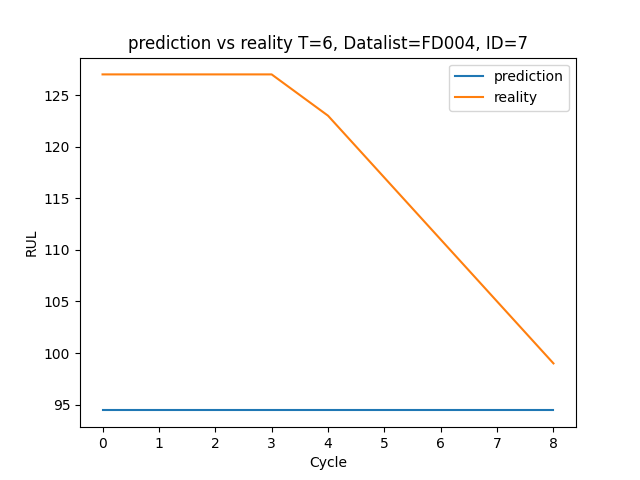 prediction vs reality T=6, Datalist=FD004, ID=7
prediction
reality
RUL
125
120
115
110
105
100
95
0 1 2 3 4 5 6 7 8
Cycle